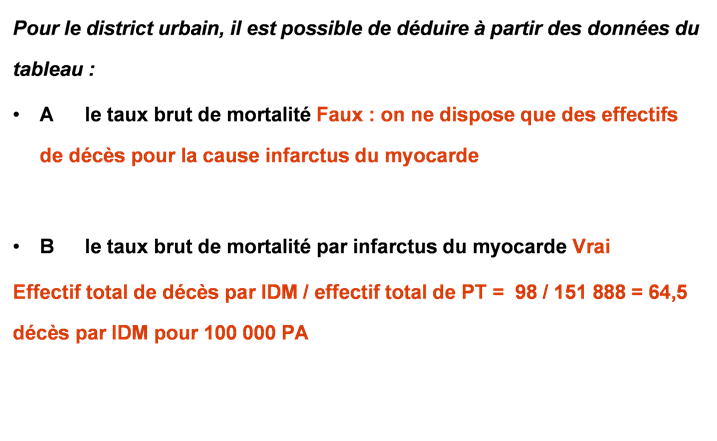 Pour le district urbain, il est possible de déduire à partir des données du
tableau :
• A le taux brut de mortalité Faux : on ne dispose que des effectifs
de décès pour la cause infarctus du myocarde
• B le taux brut de mortalité par infarctus du myocarde Vrai
Effectif total de décès par IDM / effectif total de PT = 98 / 151 888 = 64,5
décès par IDM pour 100 000 PA